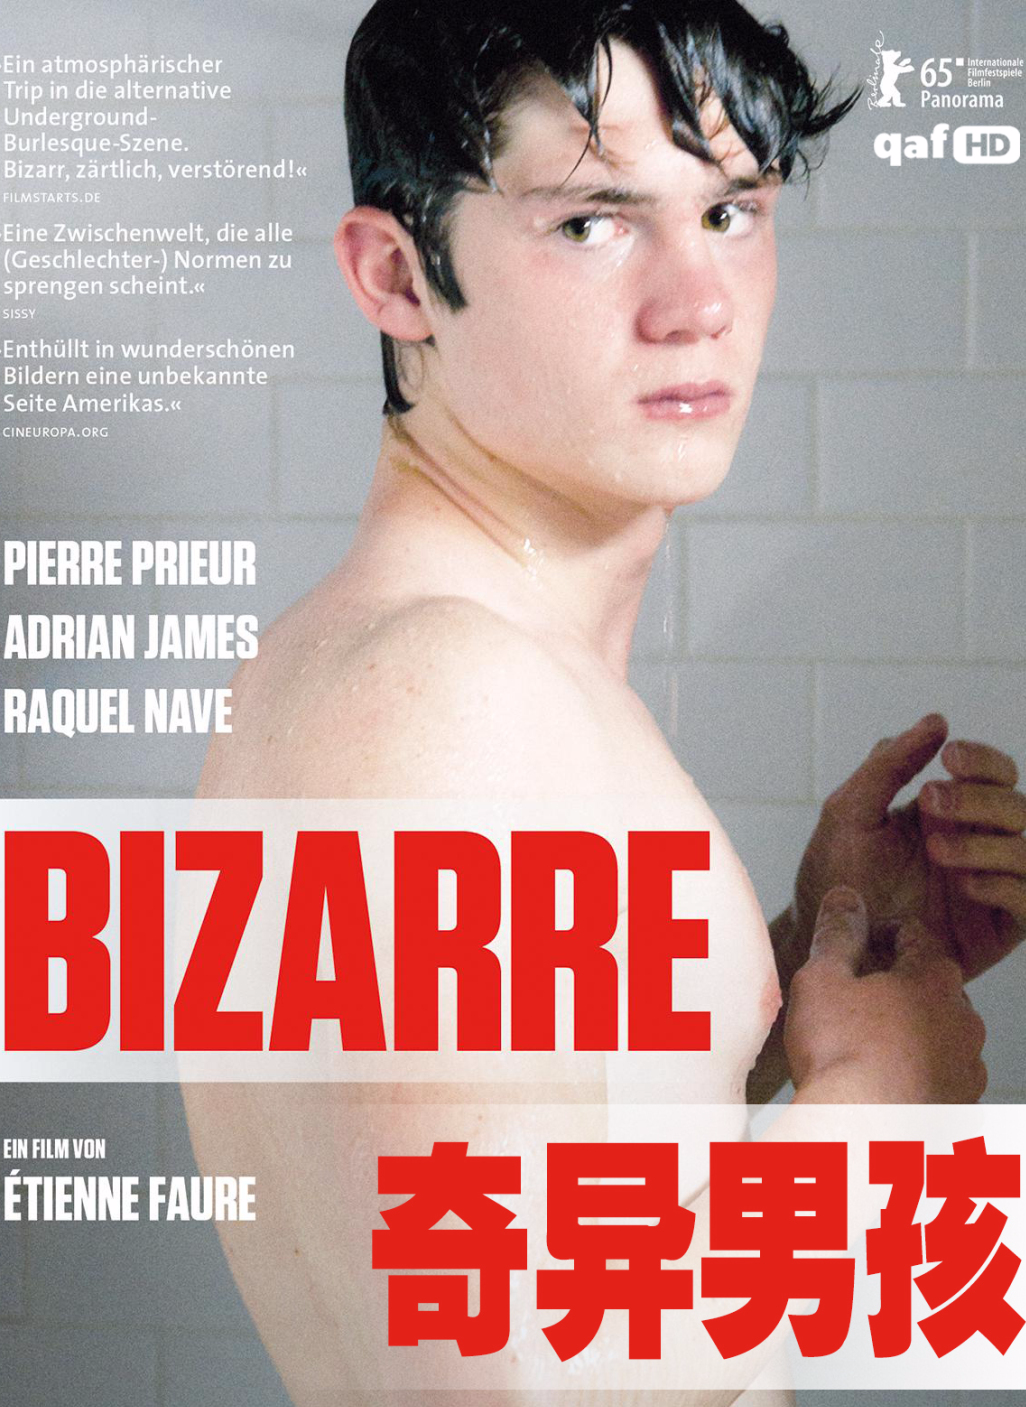 Ein atmosphärischer
Trip in die alternative
Underground-
Burlesque-Szene.
Bizarr, zärtlich, verstörend!«
FILMSTARTS.DE
Eine Zwischenwelt, die alle
(Geschlechter-) Normen zu
sprengen scheint.«
SISSY
Enthüllt in wunderschönen
Bildern eine unbekannte
Seite Amerikas.«
CINEUROPA.ORG
Berlinale
65
Internationale
Filmfestspiele
Berlin
Panorama
qaf HD
PIERRE PRIEUR
ADRIAN JAMES
RAQUEL NAVE
BIZARRE
EIN FILM VON
ÉTIENNE FAURE
奇异男孩